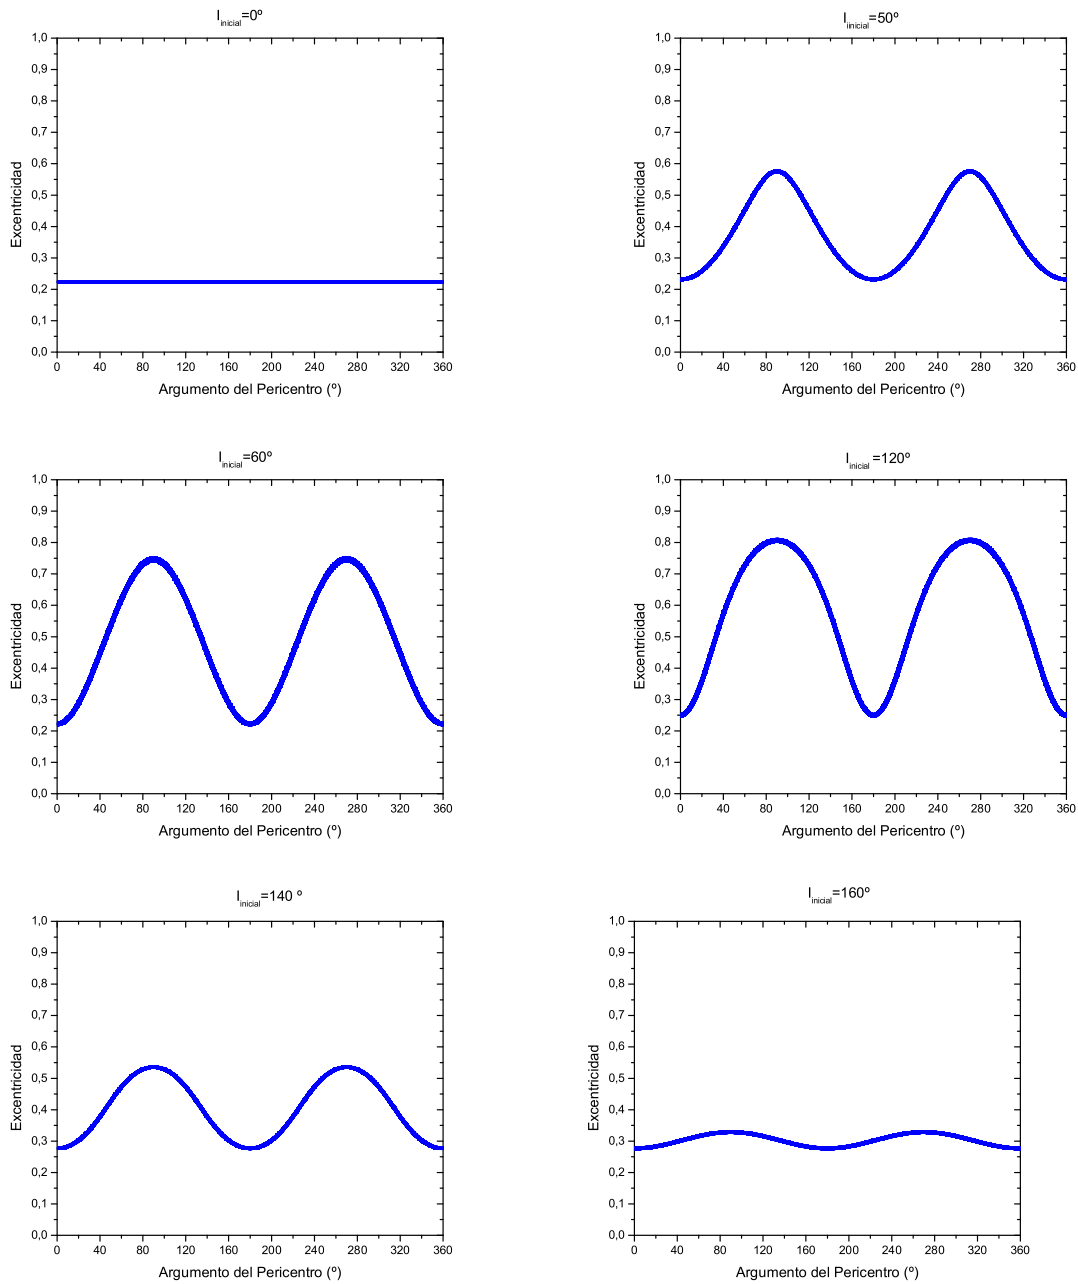 I inicial=0º
1,0
0,9
0,8
0,7
0,6
0,5
0,4
0,3
0,2
0,1
0,0
Excentricidad
0 40 80 120 160 200 240 280 320 360
Argumento del Pericentro (º)
I iinicial=50º
1,0
0,9
0,8
0,7
0,6
0,5
0,4
0,3
0,2
0,1
0,0
Excentricidad
0 40 80 120 160 200 240 280 320 360
Argumento del Pericentro (º)
I inicial=60º
1,0
0,9
0,8
0,7
0,6
0,5
0,4
0,3
0,2
0,1
0,0
Excentricidad
0 40 80 120 160 200 240 280 320 360
Argumento del Pericentro (º)
I inicial=120º
1,0
0,9
0,8
0,7
0,6
0,5
0,4
0,3
0,2
0,1
0,0
Excentricidad
0 40 80 120 160 200 240 280 320 360
Argumento del Pericentro (º)
I inicial=140 º
1,0
0,9
0,8
0,7
0,6
0,5
0,4
0,3
0,2
0,1
0,0
Excentricidad
0 40 80 120 160 200 240 280 320 360
Argumento del Pericentro (º)
I inicial=160º
1,0
0,9
0,8
0,7
0,6
0,5
0,4
0,3
0,2
0,1
0,0
Excentricidad
0 40 80 120 160 200 240 280 320 360
Argumento del Pericentro (º)